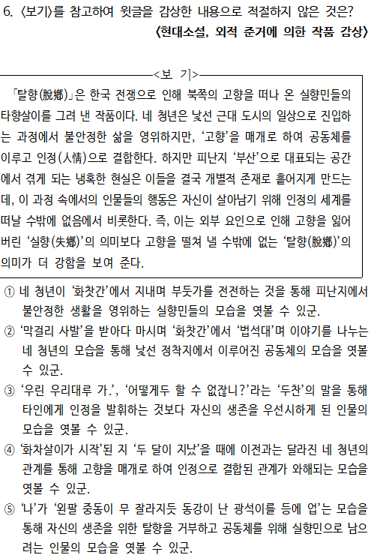 6. <보기>를 참고하여 윗글을 감상한 내용으로 적절하지 않은 것은?
<현대소설, 외적 준거에 의한 작품 감상>
<보 기>
「탈향(脫鄕)」은 한국 전쟁으로 인해 북쪽의 고향을 떠나 온 실향민들의
타향살이를 그려 낸 작품이다. 네 청년은 낯선 근대 도시의 일상으로 진입하
는 과정에서 불안정한 삶을 영위하지만, ‘고향’을 매개로 하여 공동체를
이루고 인정(人情)으로 결합한다. 하지만 피난지 ‘부산’으로 대표되는 공간
에서 겪게 되는 냉혹한 현실은 이들을 결국 개별적 존재로 흩어지게 만드는
데, 이 과정 속에서의 인물들의 행동은 자신이 살아남기 위해 인정의 세계를
떠날 수밖에 없음에서 비롯한다. 즉, 이는 외부 요인으로 인해 고향을 잃어
버린 ‘실향(失鄕)’의 의미보다 고향을 떨쳐 낼 수밖에 없는 ‘탈향(脫鄕)’의
의미가 더 강함을 보여 준다.
① 네 청년이 ‘화찻간’에서 지내며 부둣가를 전전하는 것을 통해 피난지에서
불안정한 생활을 영위하는 실향민들의 모습을 엿볼 수 있군.
② ‘막걸리 사발’을 받아다 마시며 ‘화찻간’에서 ‘법석대’며 이야기를 나누는
네 청년의 모습을 통해 낯선 정착지에서 이루어진 공동체의 모습을 엿볼
수 있군.
③ ‘우린 우리대루 가.’, ‘어떻게두 할 수 없잖니?’라는 ‘두찬’의 말을 통해
타인에게 인정을 발휘하는 것보다 자신의 생존을 우선시하게 된 인물의
모습을 엿볼 수 있군.
④ ‘화차살이가 시작’된 지 ‘두 달이 지났’을 때에 이전과는 달라진 네 청년의
관계를 통해 고향을 매개로 하여 인정으로 결합된 관계가 와해되는 모습을
엿볼 수 있군.
⑤ ‘나’가 ‘왼팔 중동이 무 잘라지듯 동강이 난 광석이를 등에 업’는 모습을
통해 자신의 생존을 위한 탈향을 거부하고 공동체를 위해 실향민으로 남으
려는 인물의 모습을 엿볼 수 있군.